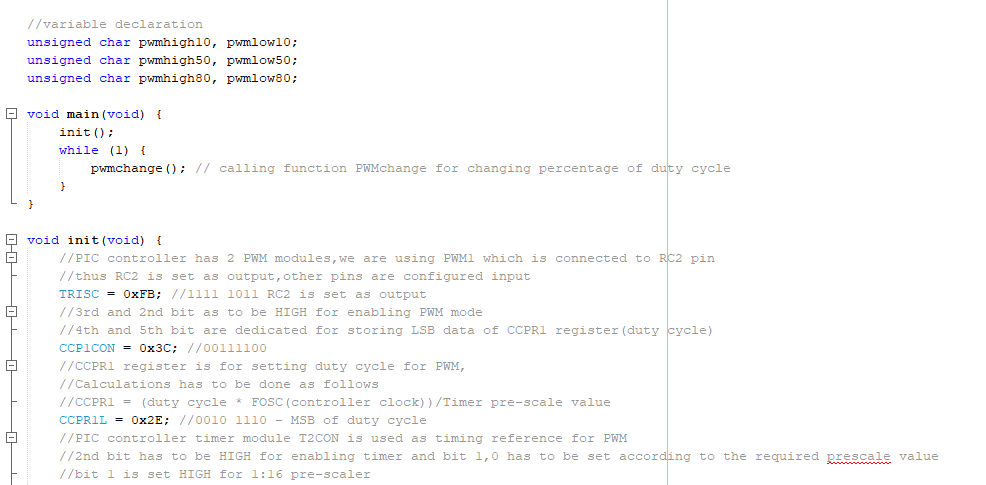 //variable declaration
unsigned char pwmhigh10, pwmlow10;
unsigned char pwmhigh50, pwmlow50;
unsigned char pwmhigh80, pwmlow80;
void main(void) {
init();
while (1) {
pwmchange(); // calling function PWMchange for changing percentage of duty cycle
}
}
void init(void) {
//PIC controller has 2 PWM modules,we are using PWM1 which is connected to RC2 pin
//thus RC2 is set as output,other pins are configured input
TRISC = 0xFB; //1111 1011 RC2 is set as output
//3rd and 2nd bit as to be HIGH for enabling PWM mode
//4th and 5th bit are dedicated for storing LSB data of CCPR1 register(duty cycle)
CCP1CON = 0x3C; //00111100
//CCPR1 register is for setting duty cycle for PWM,
//Calculations has to be done as follows
//CCPR1 = (duty cycle * FOSC(controller clock))/Timer pre-scale value
CCPR1L = 0x2E; //0010 1110 - MSB of duty cycle
//PIC controller timer module T2CON is used as timing reference for PWM
//2nd bit has to be HIGH for enabling timer and bit 1,0 has to be set according to the required prescale value
//bit 1 is set HIGH for 1:16 pre-scaler